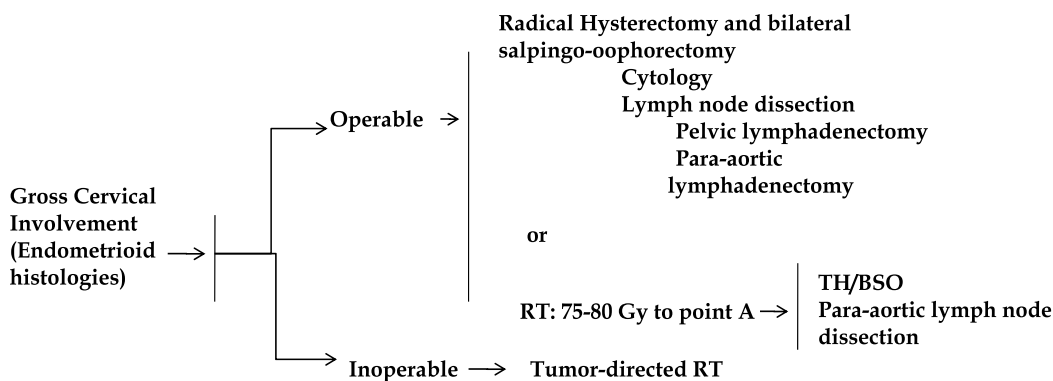 Gross Cervical
Involvement
(Endometrioid
histologies)
Operable
Radical Hysterectomy and bilateral
salpingo-oophorectomy
Cytology
Lymph node dissection
Pelvic lymphadenectomy
Para-aortic
lymphadenectomy
or
RT: 75-80 Gy to point A
TH/BSO
Para-aortic lymph node
dissection
Inoperable
Tumor-directed RT